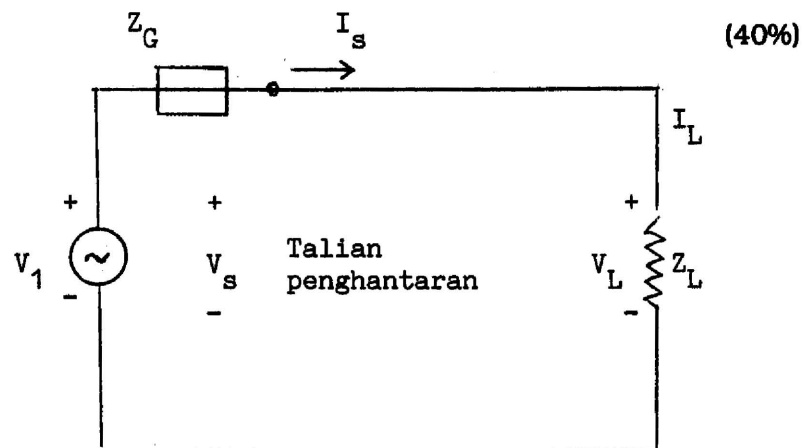 Z_G
I_s
(40%)
I_L
+
+
+
V_1
V_s
Talian
penghantaran
V_L
Z_L
-
-
-